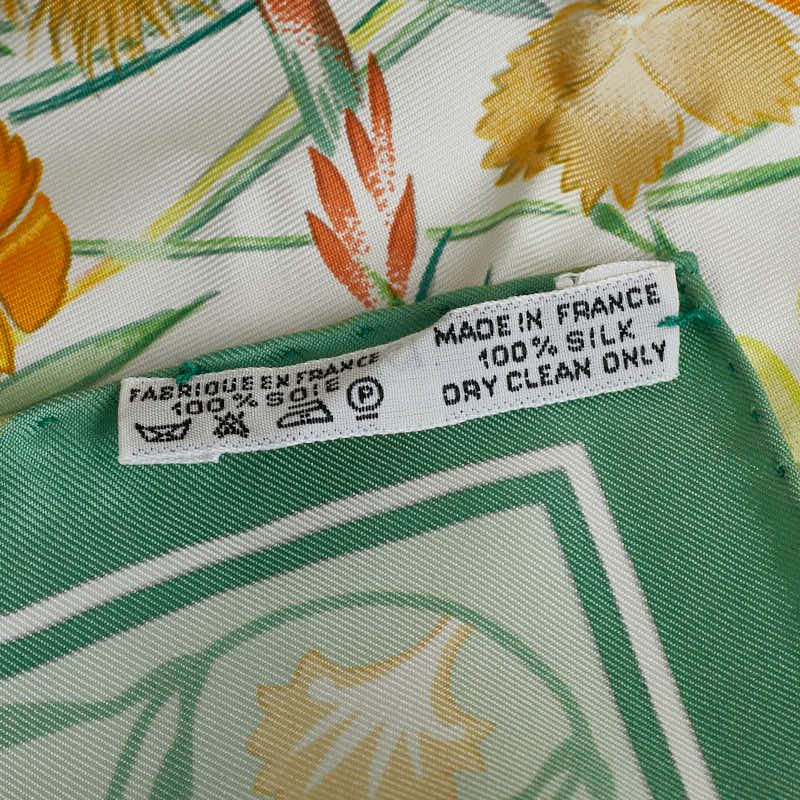 FABRIQUE EN FRANCE
100% SOIE
P
MADE IN FRANCE
100% SILK
DRY CLEAN ONLY